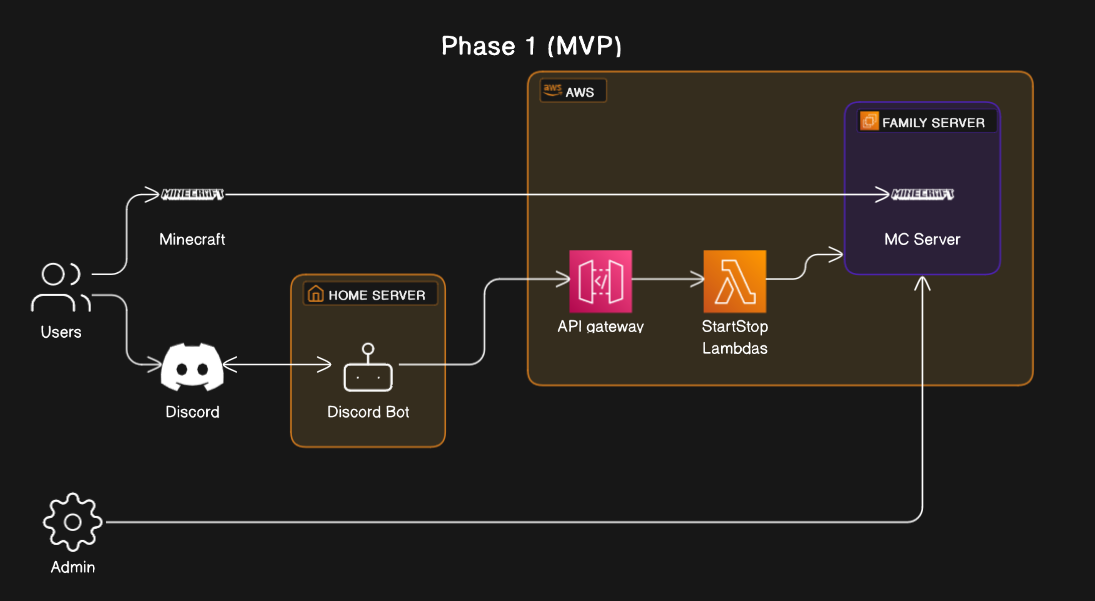 Phase 1 (MVP)
aws
AWS
FAMILY SERVER
MINECRAFT
MINECRAFT
Minecraft
MC Server
HOME SERVER
Users
API gateway
StartStop
Lambdas
Discord
Discord Bot
Admin